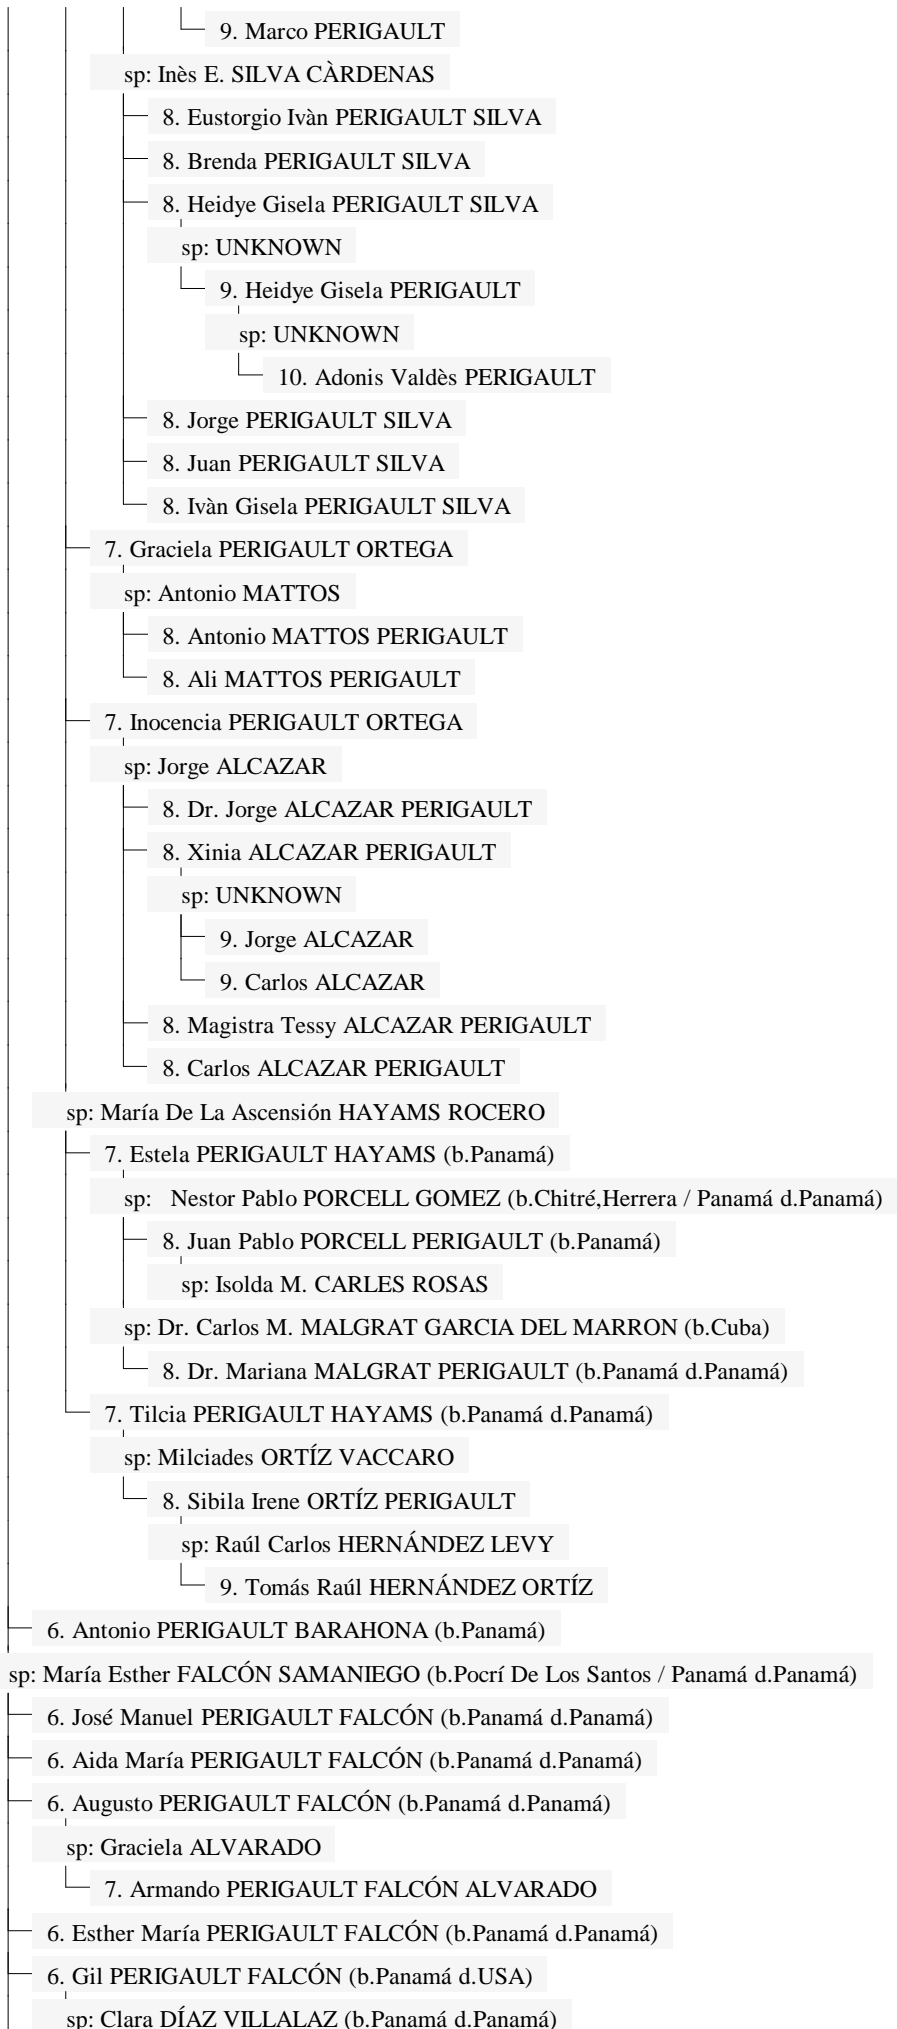 9. Marco PERIGAULT
sp: Inès E. SILVA CÀRDENAS
8. Eustorgio Ivàn PERIGAULT SILVA
8. Brenda PERIGAULT SILVA
8. Heidye Gisela PERIGAULT SILVA
sp: UNKNOWN
9. Heidye Gisela PERIGAULT
sp: UNKNOWN
10. Adonis Valdès PERIGAULT
8. Jorge PERIGAULT SILVA
8. Juan PERIGAULT SILVA
8. Ivàn Gisela PERIGAULT SILVA
7. Graciela PERIGAULT ORTEGA
sp: Antonio MATTOS
8. Antonio MATTOS PERIGAULT
8. Ali MATTOS PERIGAULT
7. Inocencia PERIGAULT ORTEGA
sp: Jorge ALCAZAR
8. Dr. Jorge ALCAZAR PERIGAULT
8. Xinia ALCAZAR PERIGAULT
sp: UNKNOWN
9. Jorge ALCAZAR
9. Carlos ALCAZAR
8. Magistra Tessy ALCAZAR PERIGAULT
8. Carlos ALCAZAR PERIGAULT
sp: María De La Ascensión HAYAMS ROCERO
7. Estela PERIGAULT HAYAMS (b.Panamá)
sp: Nestor Pablo PORCELL GOMEZ (b.Chitré,Herrera / Panamá d.Panamá)
8. Juan Pablo PORCELL PERIGAULT (b.Panamá)
sp: Isolda M. CARLES ROSAS
sp: Dr. Carlos M. MALGRAT GARCIA DEL MARRON (b.Cuba)
8. Dr. Mariana MALGRAT PERIGAULT (b.Panamá d.Panamá)
7. Tilcia PERIGAULT HAYAMS (b.Panamá d.Panamá)
sp: Milciades ORTÍZ VACCARO
8. Sibila Irene ORTÍZ PERIGAULT
sp: Raúl Carlos HERNÁNDEZ LEVY
9. Tomás Raúl HERNÁNDEZ ORTÍZ
6. Antonio PERIGAULT BARAHONA (b.Panamá)
sp: María Esther FALCÓN SAMANIEGO (b.Pocrí De Los Santos / Panamá d.Panamá)
6. José Manuel PERIGAULT FALCÓN (b.Panamá d.Panamá)
6. Aida María PERIGAULT FALCÓN (b.Panamá d.Panamá)
6. Augusto PERIGAULT FALCÓN (b.Panamá d.Panamá)
sp: Graciela ALVARADO
7. Armando PERIGAULT FALCÓN ALVARADO
6. Esther María PERIGAULT FALCÓN (b.Panamá d.Panamá)
6. Gil PERIGAULT FALCÓN (b.Panamá d.USA)
sp: Clara DÍAZ VILLALAZ (b.Panamá d.Panamá)